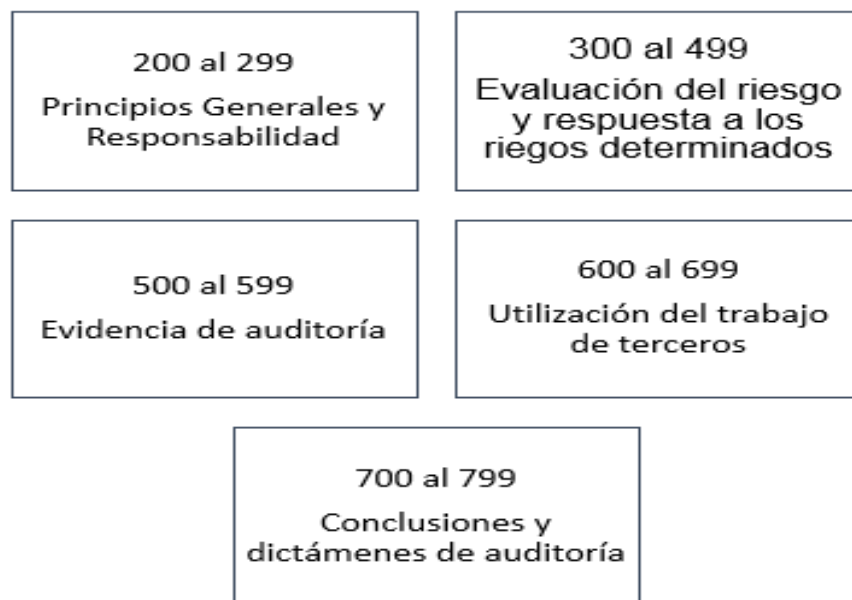 200 al 299
Principios Generales y
Responsabilidad
300 al 499
Evaluación del riesgo
y respuesta a los
riegos determinados
500 al 599
Evidencia de auditoría
600 al 699
Utilización del trabajo
de terceros
700 al 799
Conclusiones y
dictámenes de auditoría